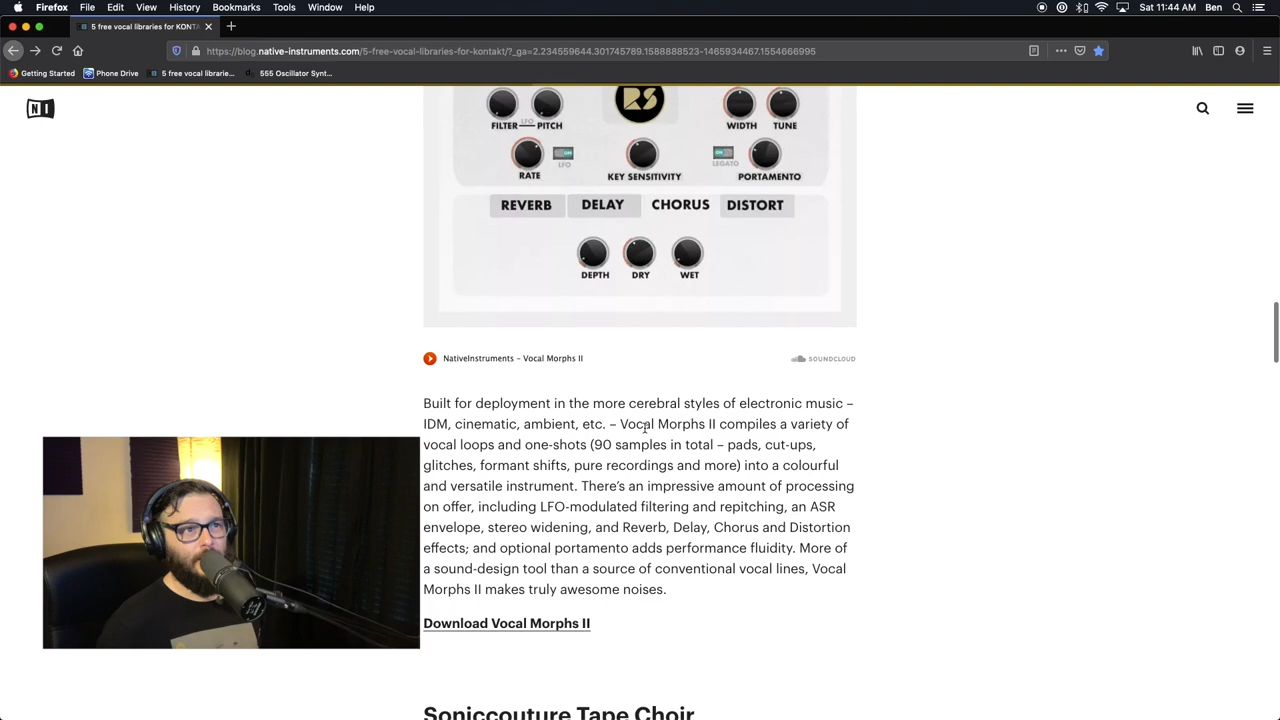 Firefox File Edit View History Bookmarks Tools Window Help Sat 11:44 AM Ben
5 free vocal libraries for KONTA
https://blog.native-instruments.com/5-free-vocal-libraries-for-kontakt/?_ga=2.234559644.301745789.1588888523-1465934467.1554666995
Getting Started Phone Drive 5 free vocal librarie... 555 Oscillator Synt...
NI
RS
FILTER LFO PITCH WIDTH TUNE
LFO LEGATO
RATE KEY SENSITIVITY PORTAMENTO
REVERB DELAY CHORUS DISTORT
DEPTH DRY WET
NativeInstruments - Vocal Morphs II SOUNDCLOUD
Built for deployment in the more cerebral styles of electronic music –
IDM, cinematic, ambient, etc. – Vocal Morphs II compiles a variety of
vocal loops and one-shots (90 samples in total – pads, cut-ups,
glitches, formant shifts, pure recordings and more) into a colourful
and versatile instrument. There's an impressive amount of processing
on offer, including LFO-modulated filtering and repitching, an ASR
envelope, stereo widening, and Reverb, Delay, Chorus and Distortion
effects; and optional portamento adds performance fluidity. More of
a sound-design tool than a source of conventional vocal lines, Vocal
Morphs II makes truly awesome noises.
Download Vocal Morphs II
Soniccouture Tape Choir